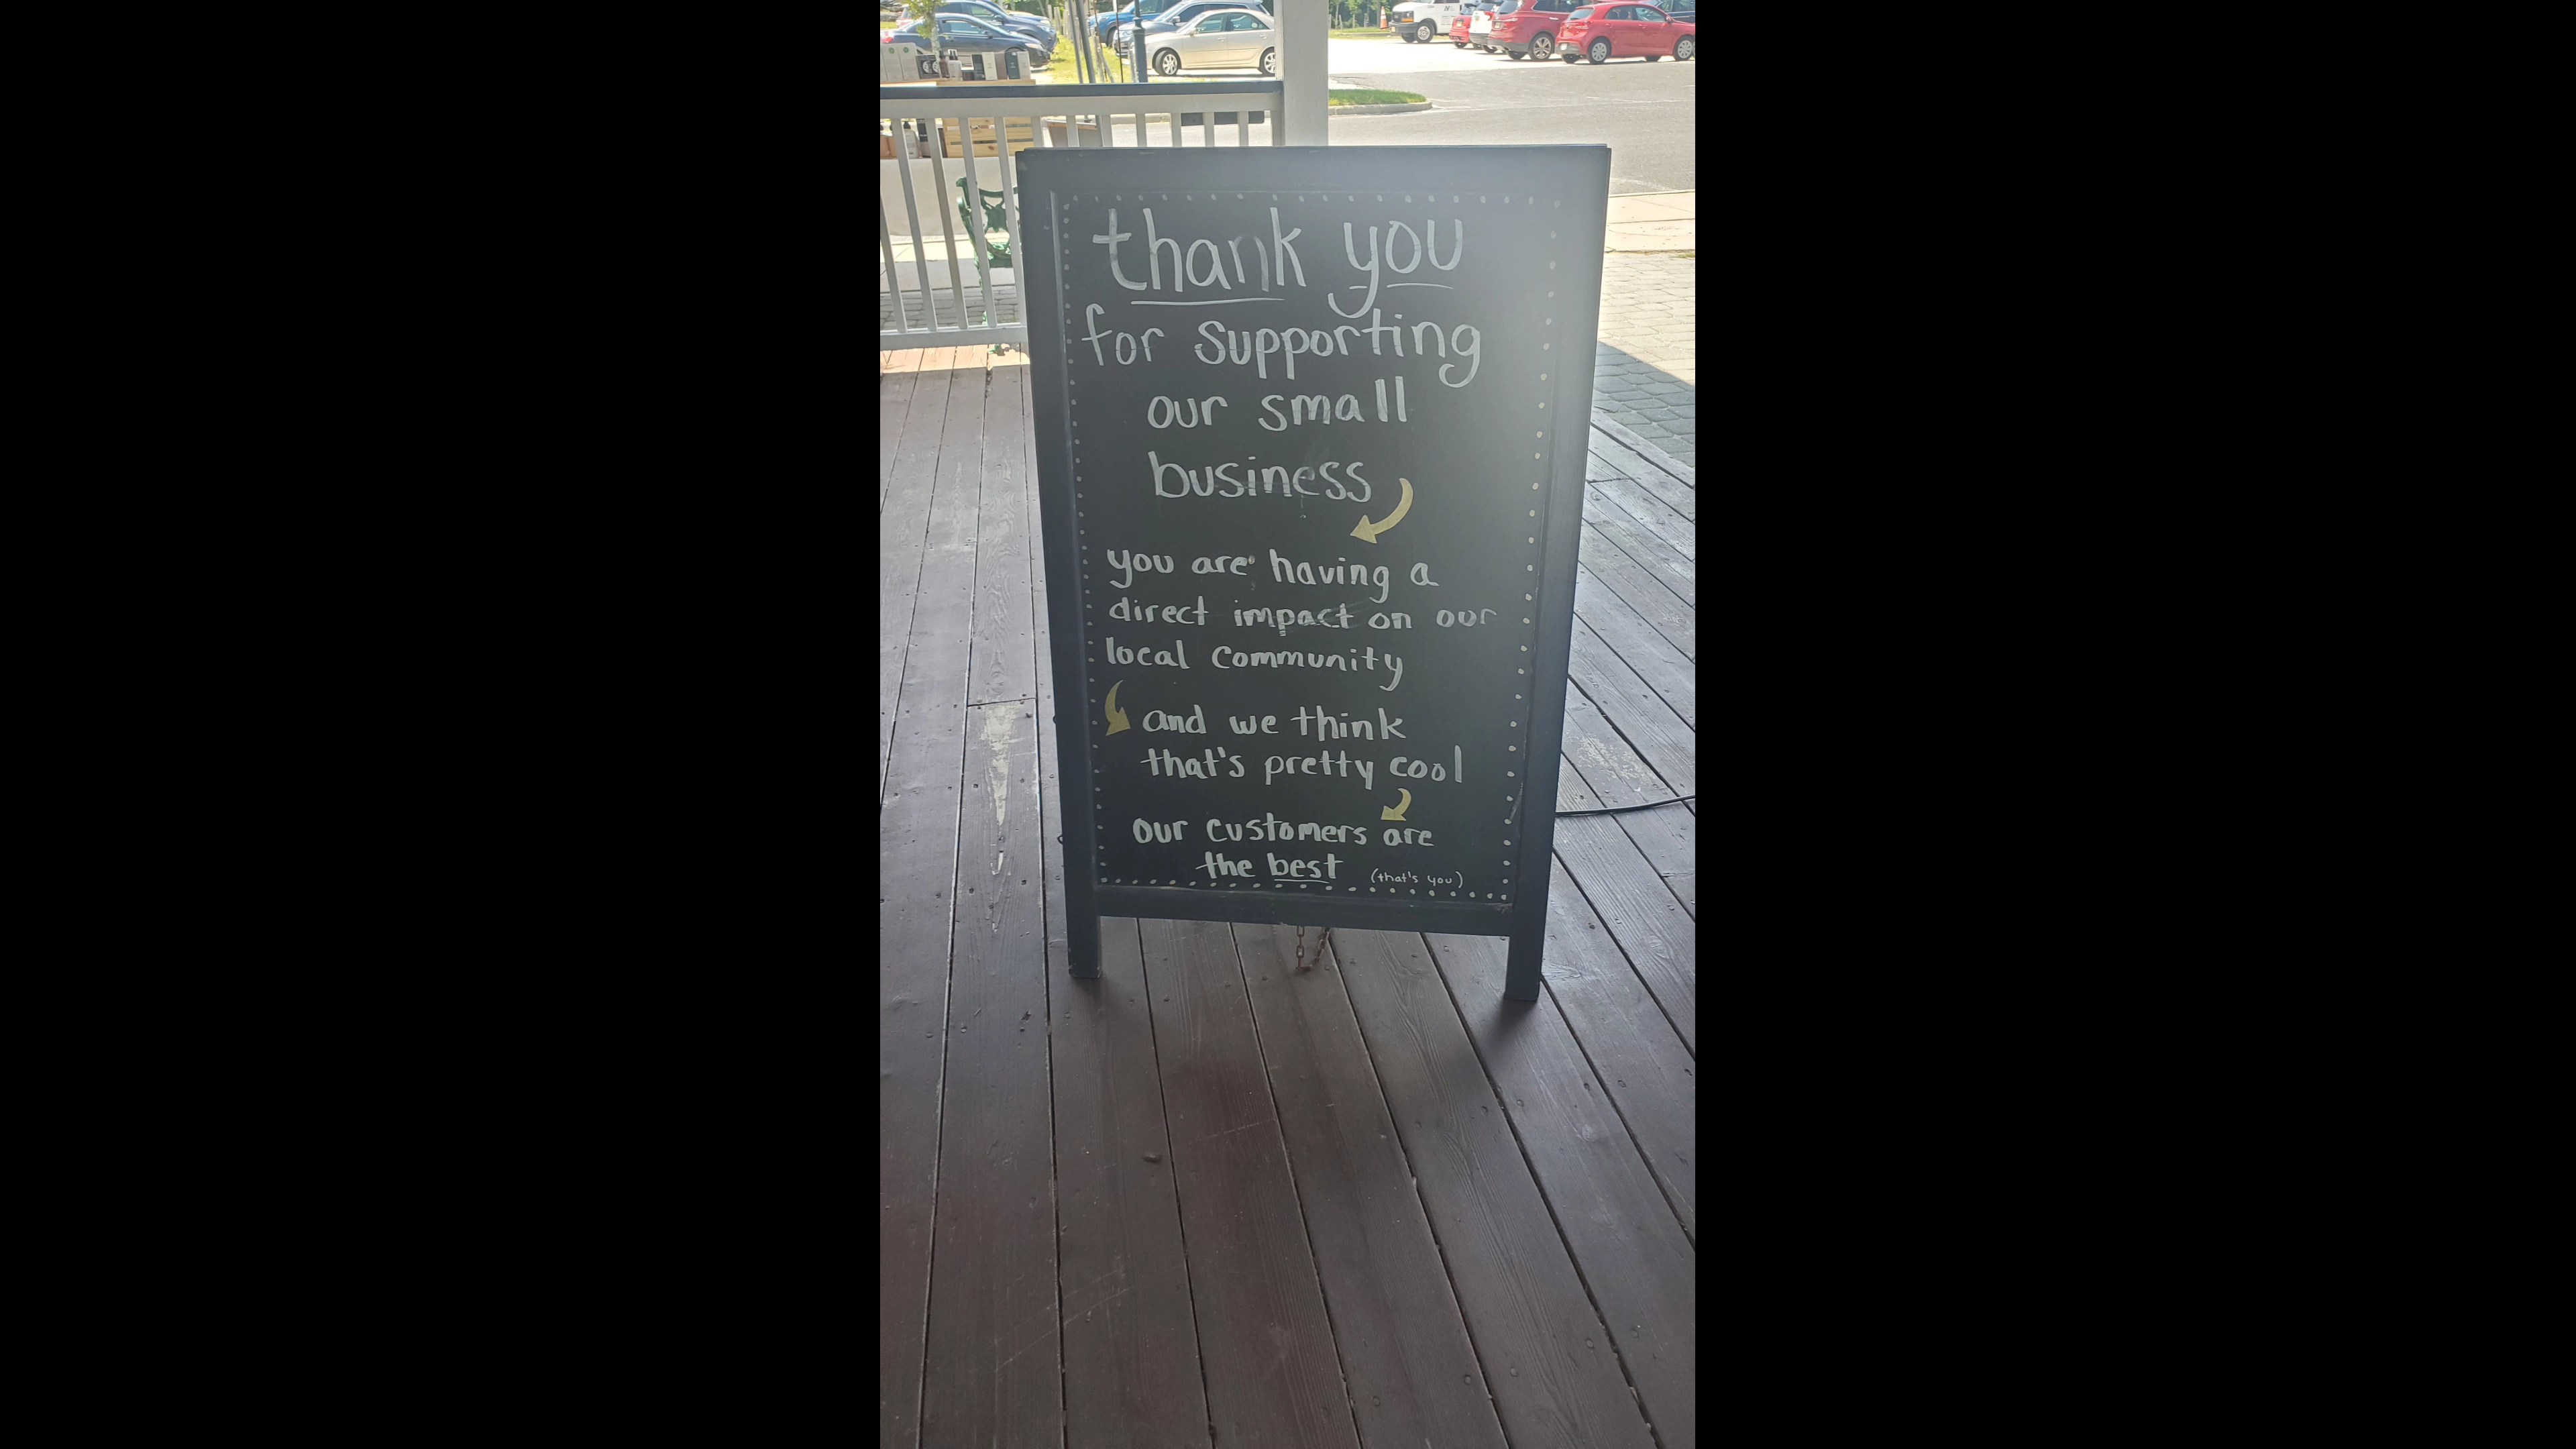 thank you
for supporting
our small
business
you are having a
direct impact on our
local community
and we think
that's pretty cool
our customers are
the best (that's you)